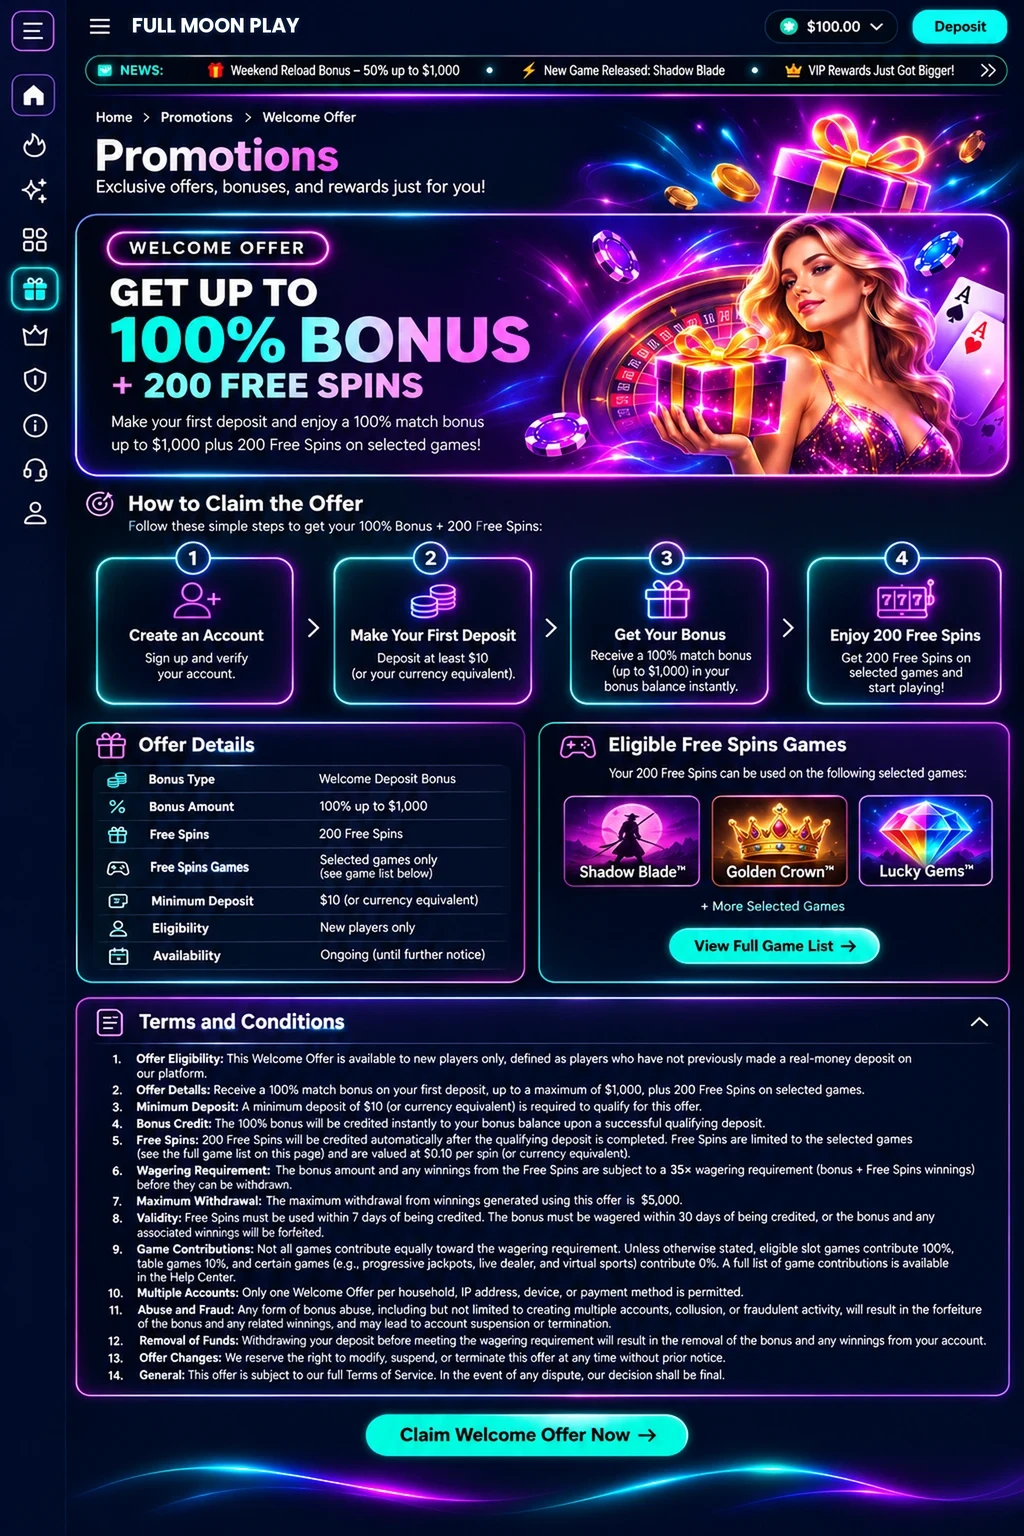 FULL MOON PLAY
$100.00
Deposit
NEWS:
Weekend Reload Bonus – 50% up to $1,000
New Game Released: Shadow Blade
VIP Rewards Just Got Bigger!
Home > Promotions > Welcome Offer
Promotions
Exclusive offers, bonuses, and rewards just for you!
WELCOME OFFER
GET UP TO
100% BONUS
+ 200 FREE SPINS
Make your first deposit and enjoy a 100% match bonus
up to $1,000 plus 200 Free Spins on selected games!
A
A
How to Claim the Offer
Follow these simple steps to get your 100% Bonus + 200 Free Spins:
1
Create an Account
Sign up and verify
your account.
2
Make Your First Deposit
Deposit at least $10
(or your currency equivalent).
3
Get Your Bonus
Receive a 100% match bonus
(up to $1,000) in your
bonus balance instantly.
4
777
Enjoy 200 Free Spins
Get 200 Free Spins on
selected games and
start playing!
Offer Details
Bonus Type Welcome Deposit Bonus
Bonus Amount 100% up to $1,000
Free Spins 200 Free Spins
Free Spins Games Selected games only
(see game list below)
Minimum Deposit $10 (or currency equivalent)
Eligibility New players only
Availability Ongoing (until further notice)
Eligible Free Spins Games
Your 200 Free Spins can be used on the following selected games:
Shadow Blade™
Golden Crown™
Lucky Gems™
+ More Selected Games
View Full Game List →
Terms and Conditions
1. Offer Eligibility: This Welcome Offer is available to new players only, defined as players who have not previously made a real-money deposit on
our platform.
2. Offer Details: Receive a 100% match bonus on your first deposit, up to a maximum of $1,000, plus 200 Free Spins on selected games.
3. Minimum Deposit: A minimum deposit of $10 (or currency equivalent) is required to qualify for this offer.
4. Bonus Credit: The 100% bonus will be credited instantly to your bonus balance upon a successful qualifying deposit.
5. Free Spins: 200 Free Spins will be credited automatically after the qualifying deposit is completed. Free Spins are limited to the selected games
(see the full game list on this page) and are valued at $0.10 per spin (or currency equivalent).
6. Wagering Requirement: The bonus amount and any winnings from the Free Spins are subject to a 35× wagering requirement (bonus + Free Spins winnings)
before they can be withdrawn.
7. Maximum Withdrawal: The maximum withdrawal from winnings generated using this offer is $5,000.
8. Validity: Free Spins must be used within 7 days of being credited. The bonus must be wagered within 30 days of being credited, or the bonus and any
associated winnings will be forfeited.
9. Game Contributions: Not all games contribute equally toward the wagering requirement. Unless otherwise stated, eligible slot games contribute 100%,
table games 10%, and certain games (e.g., progressive jackpots, live dealer, and virtual sports) contribute 0%. A full list of game contributions is available
in the Help Center.
10. Multiple Accounts: Only one Welcome Offer per household, IP address, device, or payment method is permitted.
11. Abuse and Fraud: Any form of bonus abuse, including but not limited to creating multiple accounts, collusion, or fraudulent activity, will result in the forfeiture
of the bonus and any related winnings, and may lead to account suspension or termination.
12. Removal of Funds: Withdrawing your deposit before meeting the wagering requirement will result in the removal of the bonus and any winnings from your account.
13. Offer Changes: We reserve the right to modify, suspend, or terminate this offer at any time without prior notice.
14. General: This offer is subject to our full Terms of Service. In the event of any dispute, our decision shall be final.
Claim Welcome Offer Now →